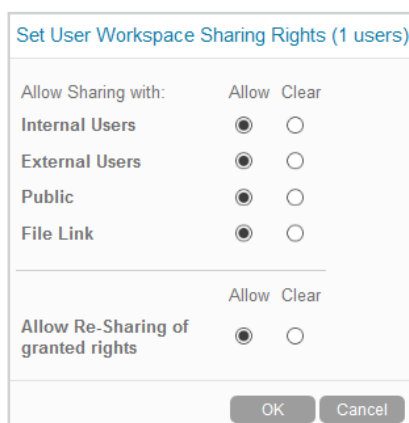 Set User Workspace Sharing Rights (1 users)
Allow Sharing with: Allow Clear
Internal Users
External Users
Public
File Link
Allow Clear
Allow Re-Sharing of
granted rights
OK Cancel